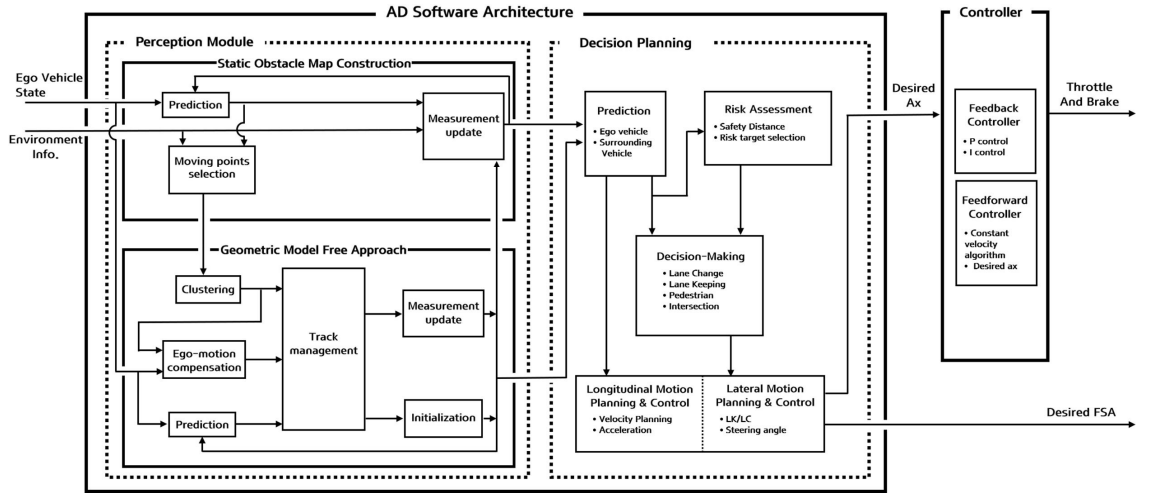 AD Software Architecture
Controller
Perception Module
Decision Planning
Static Obstacle Map Construction
Ego Vehicle
State
Environment
Info.
Prediction
Moving points
selection
Measurement
update
Geometric Model Free Approach
Clustering
Ego-motion
compensation
Prediction
Track
management
Measurement
update
Initialization
Prediction
• Ego vehicle
• Surrounding
Vehicle
Risk Assessment
• Safety Distance
• Risk target selection
Decision-Making
• Lane Change
• Lane Keeping
• Pedestrian
• Intersection
Longitudinal Motion
Planning & Control
• Velocity Planning
• Acceleration
Lateral Motion
Planning & Control
• LK/LC
• Steering angle
Desired
Ax
Feedback
Controller
• P control
• I control
Feedforward
Controller
• Constant
velocity
algorithm
• Desired ax
Throttle
And Brake
Desired FSA